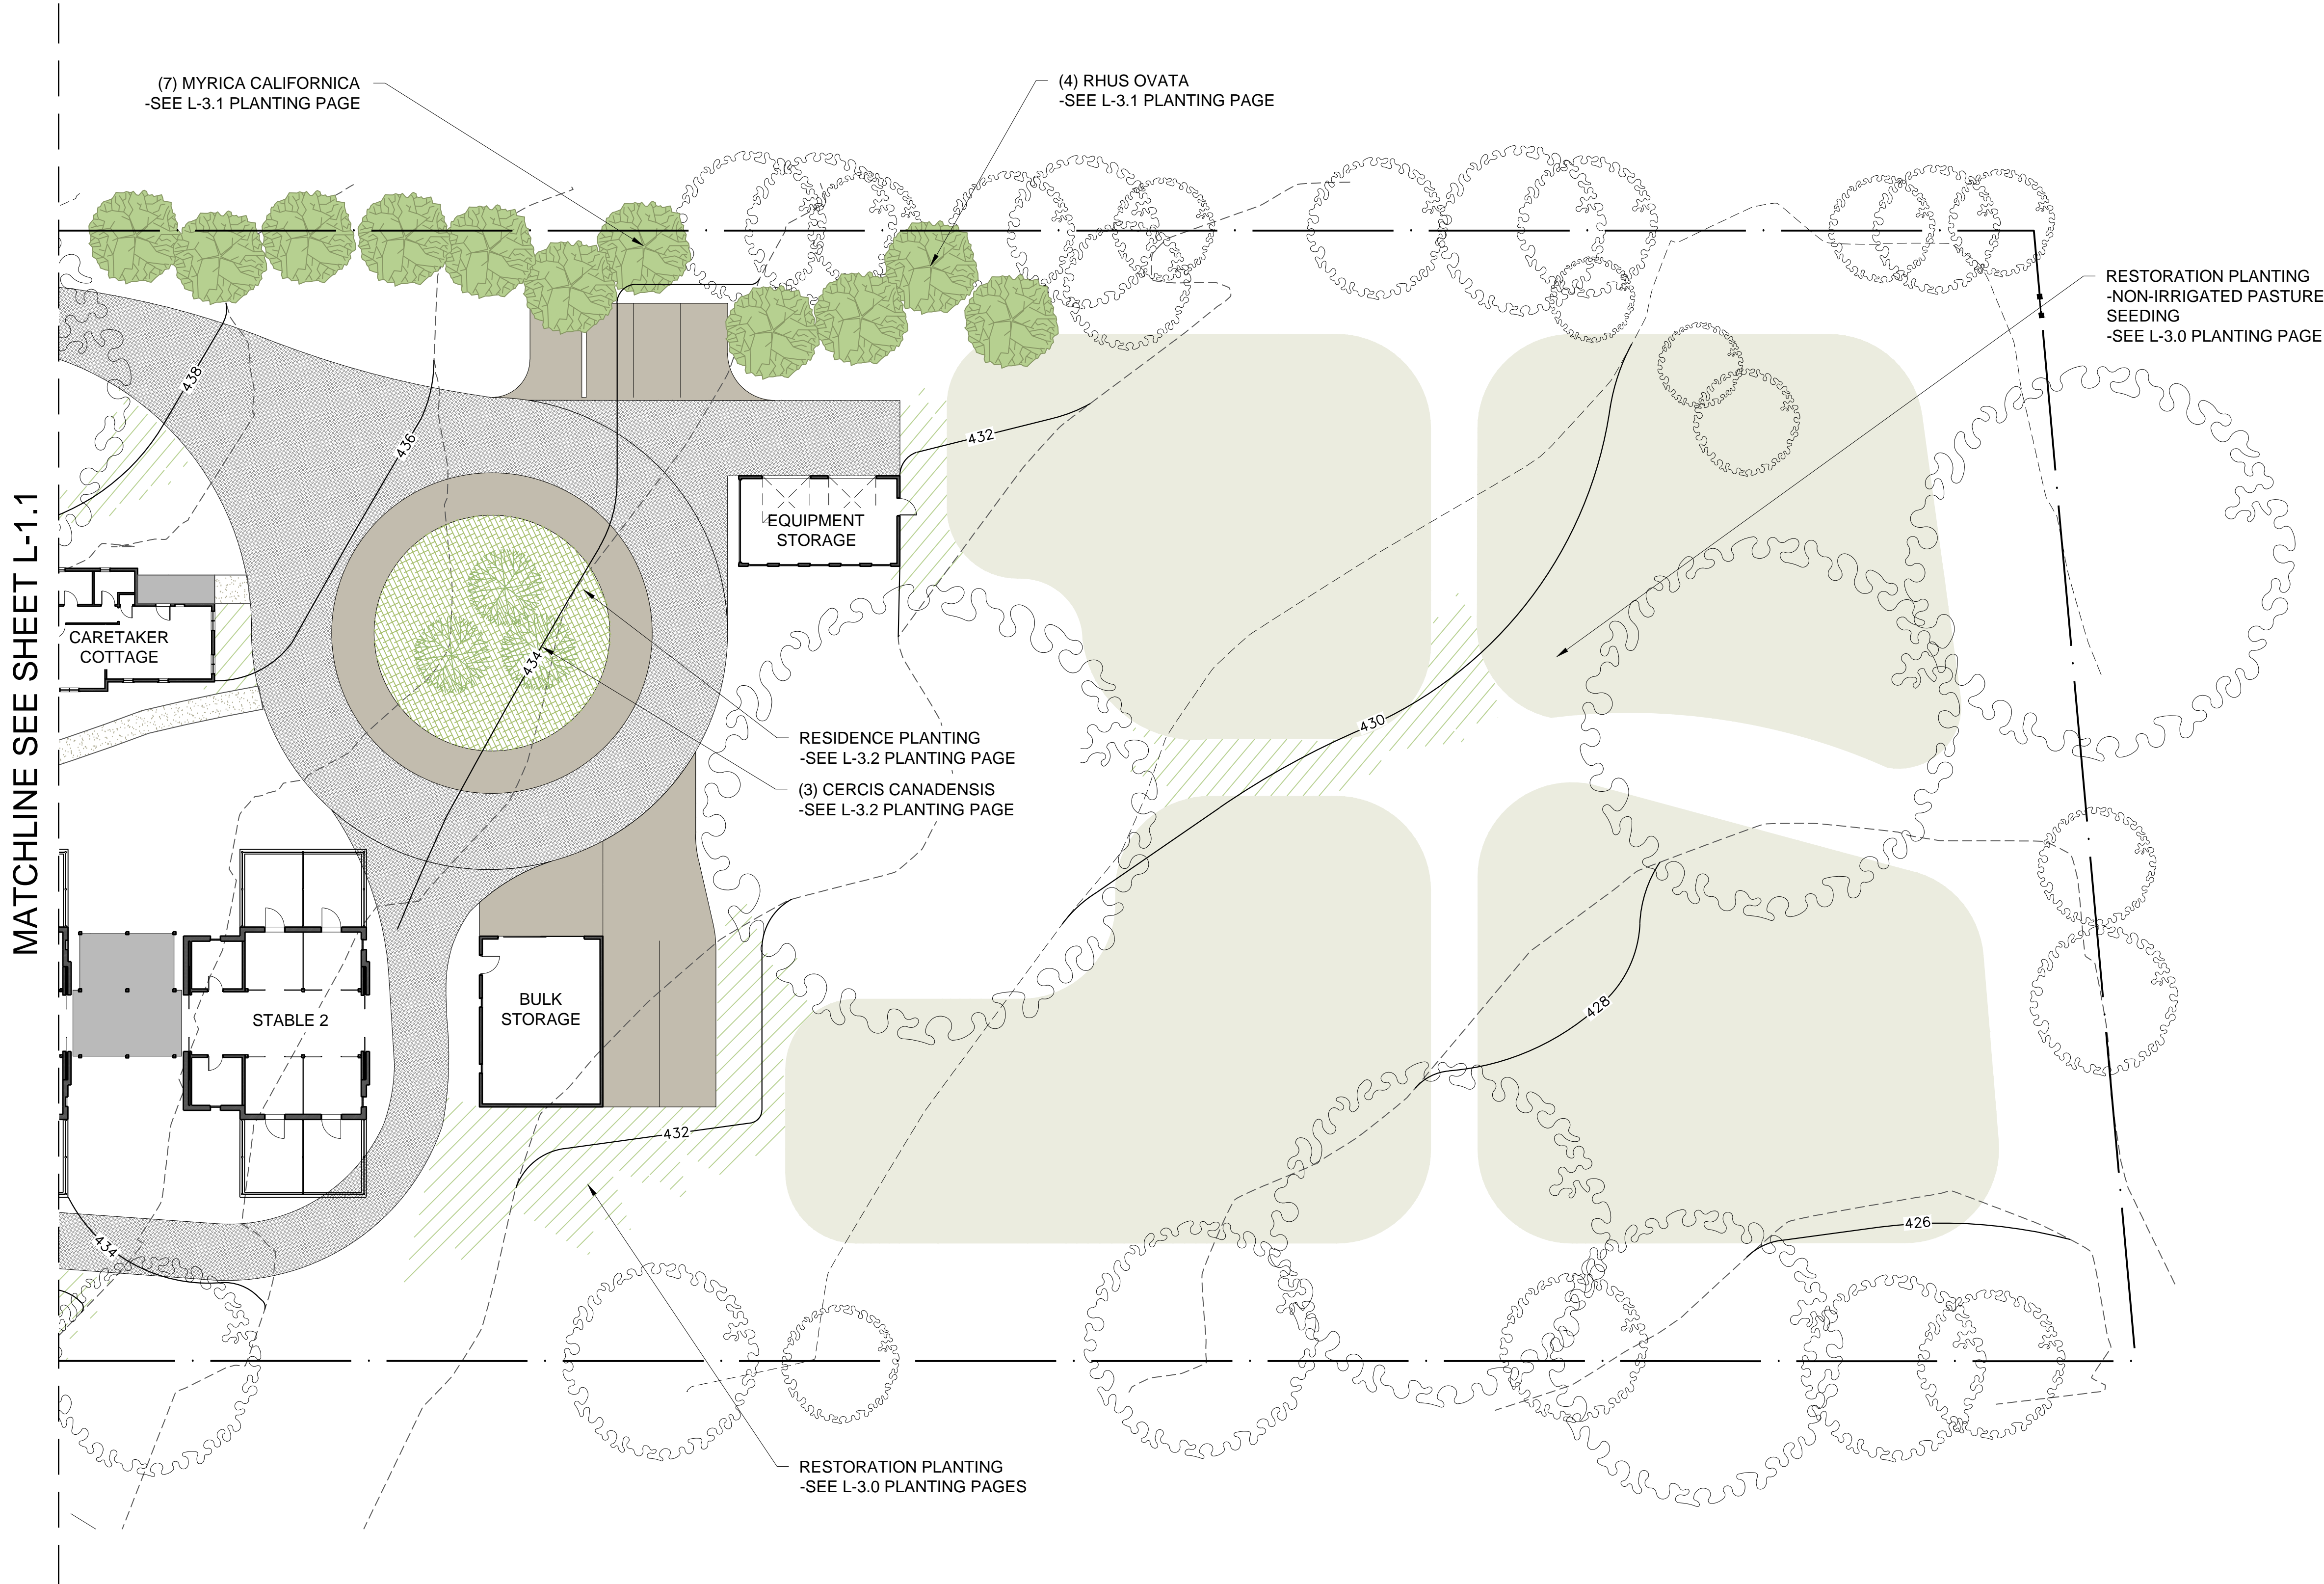 (7) MYRICA CALIFORNICA
-SEE L-3.1 PLANTING PAGE
(4) RHUS OVATA
-SEE L-3.1 PLANTING PAGE
RESTORATION PLANTING
-NON-IRRIGATED PASTURE
SEEDING
-SEE L-3.0 PLANTING PAGE
438
436
432
MATCHLINE SEE SHEET L-1.1
EQUIPMENT
STORAGE
CARETAKER
COTTAGE
434
430
RESIDENCE PLANTING
-SEE L-3.2 PLANTING PAGE
(3) CERCIS CANADENSIS
-SEE L-3.2 PLANTING PAGE
BULK
STORAGE
STABLE 2
428
432
426
434
RESTORATION PLANTING
-SEE L-3.0 PLANTING PAGES